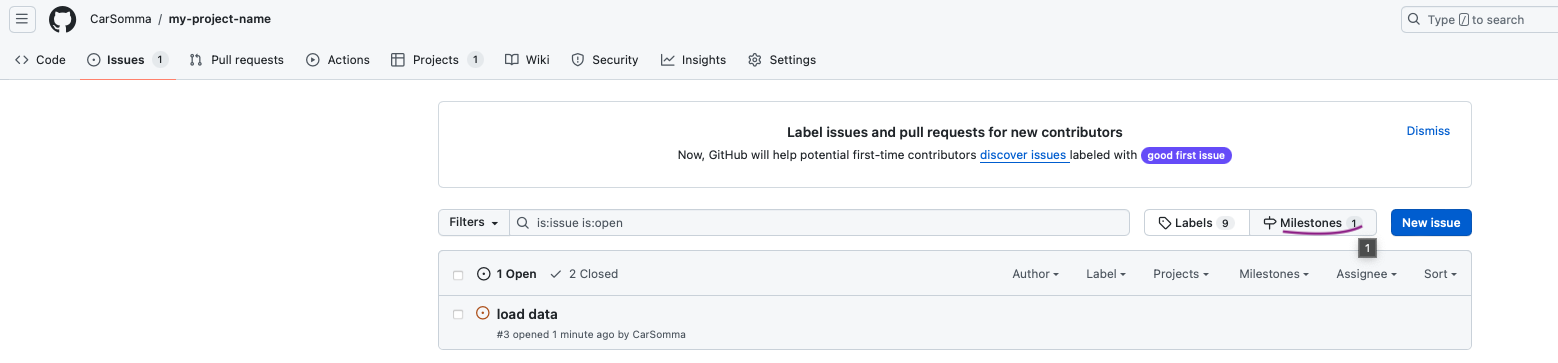 CarSomma / my-project-name
Type / to search
Code Issues 1 Pull requests Actions Projects 1 Wiki Security Insights Settings
Label issues and pull requests for new contributors
Dismiss
Now, GitHub will help potential first-time contributors discover issues labeled with good first issue
Filters is:issue is:open Labels 9 Milestones 1 New issue
1
1 Open 2 Closed Author Label Projects Milestones Assignee Sort
load data
#3 opened 1 minute ago by CarSomma